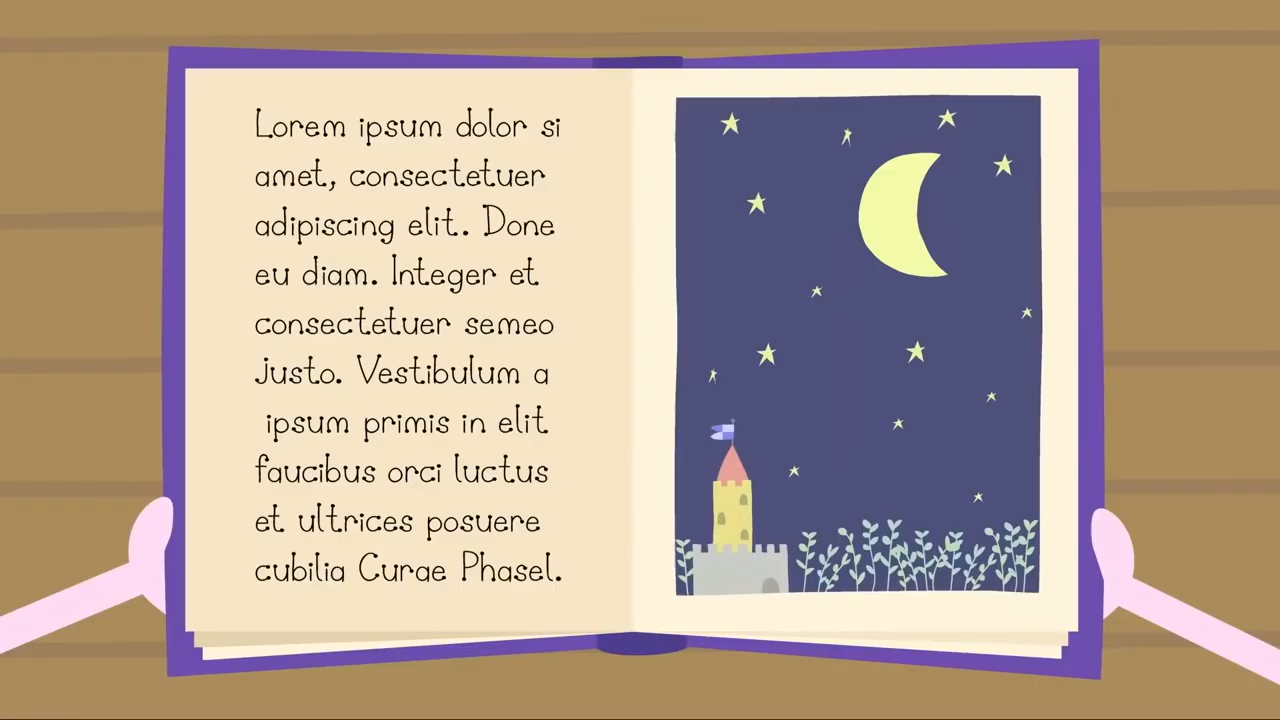 Lorem ipsum dolor si
amet, consectetuer
adipiscing elit. Done
eu diam. Integer et
consectetuer semeo
justo. Vestibulum a
ipsum primis in elit
faucibus orci luctus
et ultrices posuere
cubilia Curae Phasel.